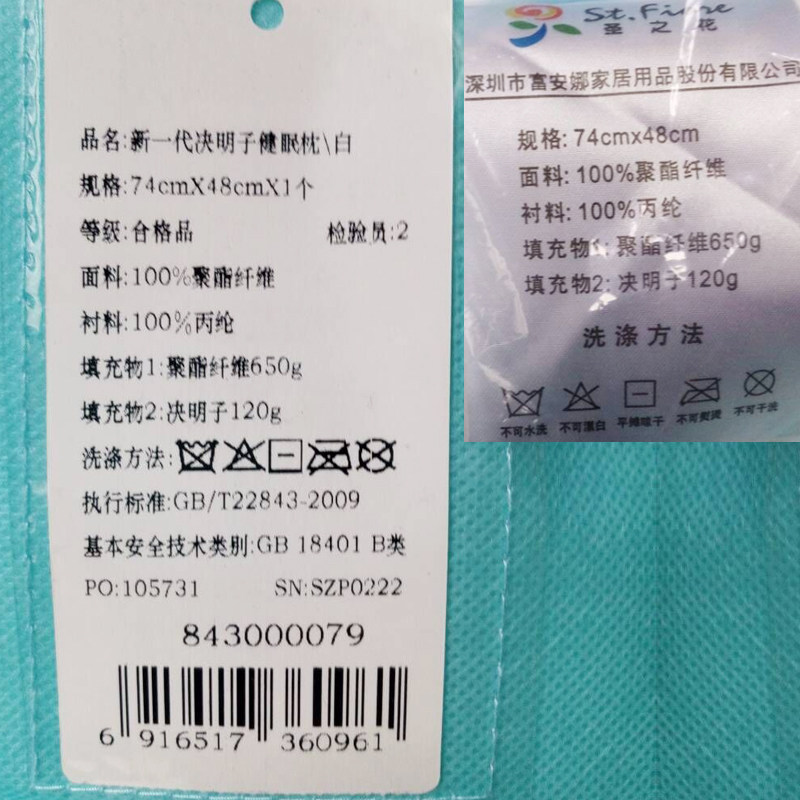 品名:新一代决明子健眠枕\白
规格:74cmX48cmX1个
等级:合格品 检验员:2
面料:100%聚酯纤维
衬料:100%丙纶
填充物1:聚酯纤维650g
填充物2:决明子120g
洗涤方法:
执行标准:GB/T22843-2009
基本安全技术类别:GB 18401 B类
PO:105731 SN:SZP0222
843000079
6 916517 360961
St.Fiore
圣之花
深圳市富安娜家居用品股份有限公司
规格: 74cmx48cm
面料: 100%聚酯纤维
衬料: 100%丙纶
填充物1: 聚酯纤维650g
填充物2: 决明子120g
洗涤方法
不可水洗 不可漂白 平摊晾干 不可熨烫 不可干洗